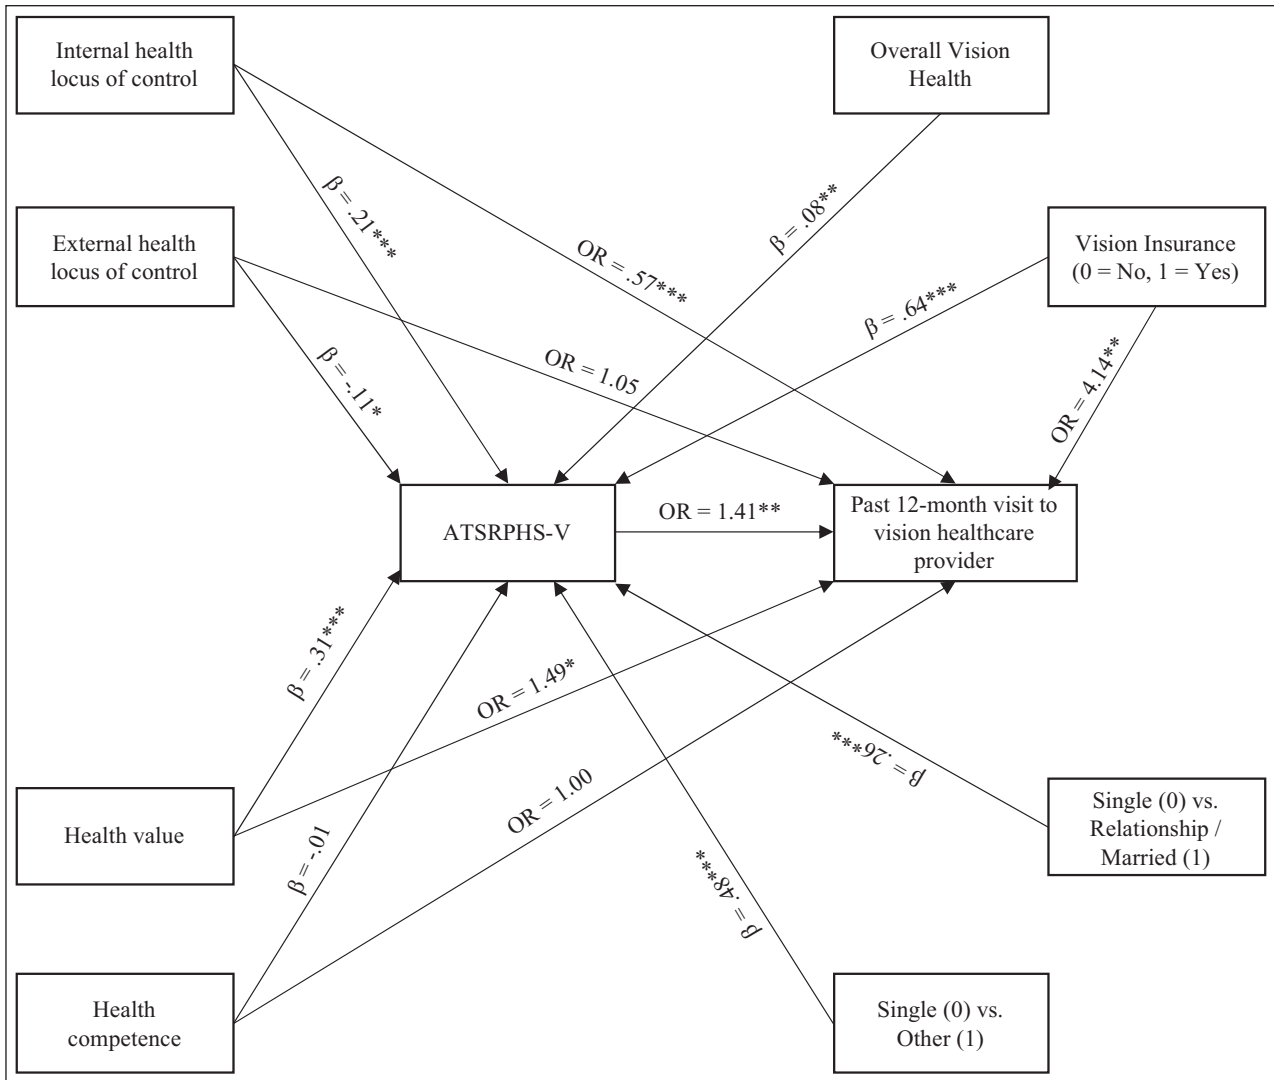 Internal health
locus of control
Overall Vision
Health
β = .21***
OR = .57***
β = .08**
External health
locus of control
Vision Insurance
(0 = No, 1 = Yes)
β = .64***
β = -.11*
OR = 1.05
OR = 4.14**
ATSRPHS-V
OR = 1.41**
Past 12-month visit to
vision healthcare
provider
β = .31***
OR = 1.49*
β = .26***
Health value
β = -.01
OR = 1.00
β = .48***
Single (0) vs.
Relationship /
Married (1)
Health
competence
Single (0) vs.
Other (1)